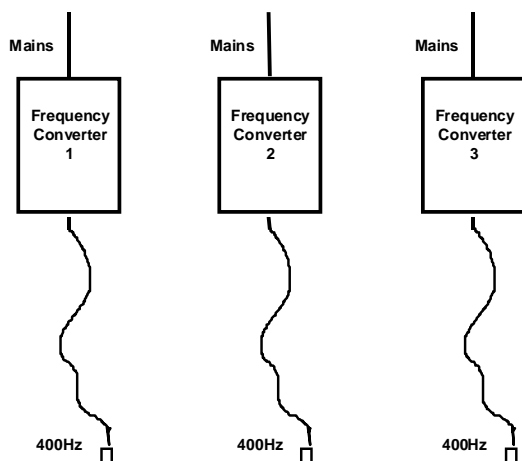 Mains
Mains
Mains
Frequency
Converter
1
Frequency
Converter
2
Frequency
Converter
3
400Hz
400Hz
400Hz